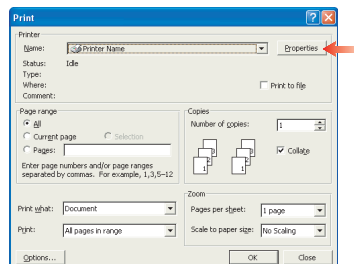 Print
Printer
Name: Printer Name Properties
Status: Idle
Type:
Where: Print to file
Comment:
Page range
All
Current page Selection
Pages:
Enter page numbers and/or page ranges
separated by commas. For example, 1,3,5–12
Copies
Number of copies: 1
Collate
Print what: Document
Print: All pages in range
Zoom
Pages per sheet: 1 page
Scale to paper size: No Scaling
Options... OK Close